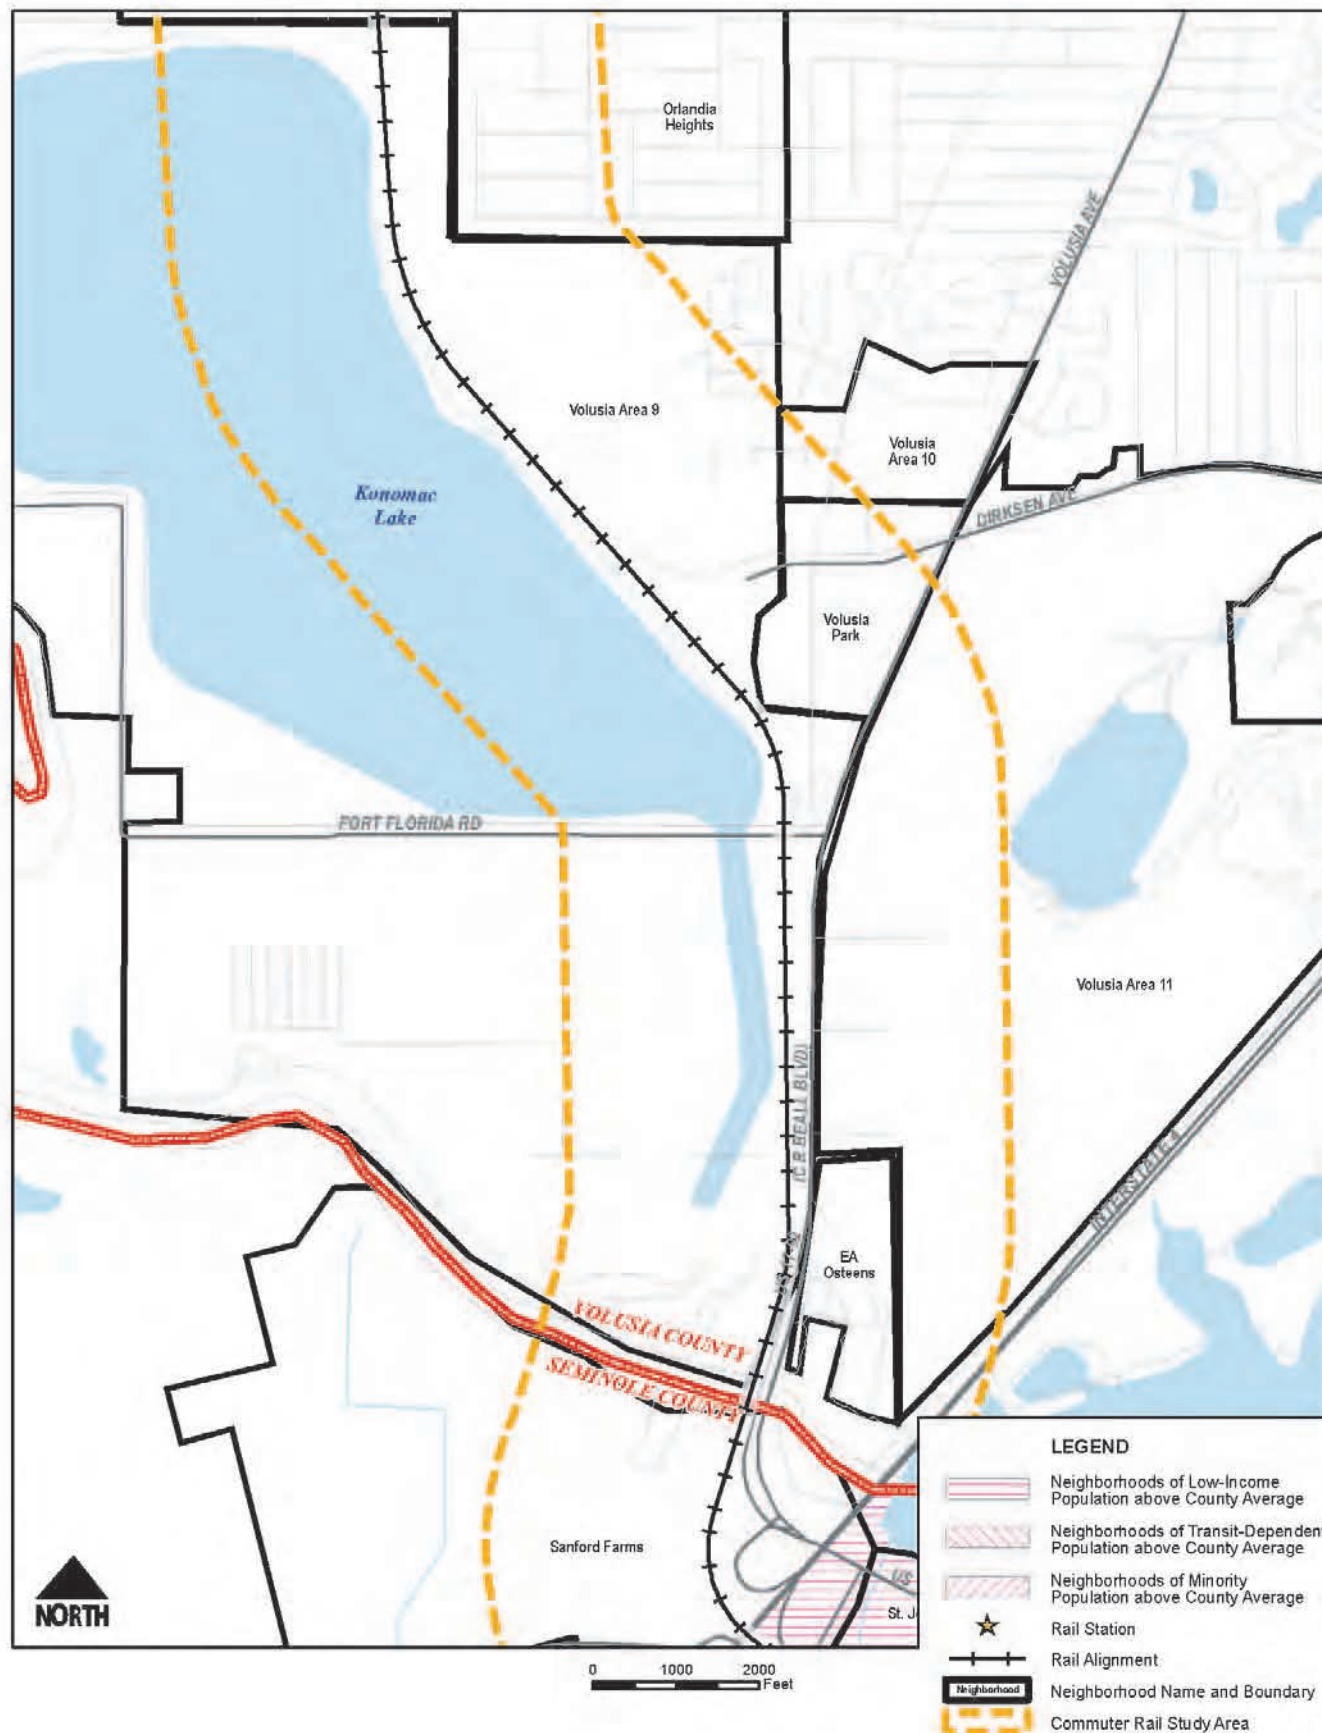 Orlandia
Heights
VOLUSIA AVE
Volusia Area 9
Volusia
Area 10
Konomac
Lake
DIRKSEN AVE
Volusia
Park
FORT FLORIDA RD
Volusia Area 11
(C R BEALL BLVD)
INTERSTATE 4
EA
Osteens
VOLUSIA COUNTY
SEMINOLE COUNTY
Sanford Farms
US
St. J
NORTH
0 1000 2000
Feet
LEGEND
Neighborhoods of Low-Income
Population above County Average
Neighborhoods of Transit-Dependent
Population above County Average
Neighborhoods of Minority
Population above County Average
Rail Station
Rail Alignment
Neighborhood
Neighborhood Name and Boundary
Commuter Rail Study Area